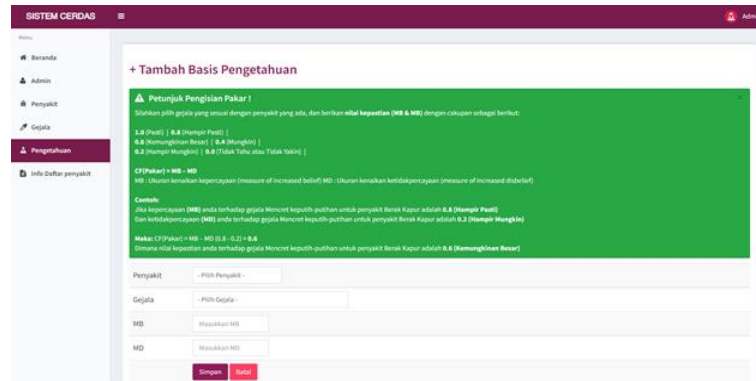 SISTEM CERDAS
Adm
Menu
Beranda
Admin
Penyakit
Gejala
Pengetahuan
Info Daftar penyakit
+ Tambah Basis Pengetahuan
Petunjuk Pengisian Pakar !
Silahkan pilih gejala yang sesuai dengan penyakit yang ada, dan berikan nilai kepastian (MB & MB) dengan cakupan sebagai berikut:
1.0 (Pasti) | 0.8 (Hampir Pasti) |
0.6 (Kemungkinan Besar) | 0.4 (Mungkin) |
0.2 (Hampir Mungkin) | 0.0 (Tidak Tahu atau Tidak Yakin) |
CF(Pakar) = MB – MD
MB : Ukuran kenaikan kepercayaan (measure of increased belief) MD : Ukuran kenaikan ketidakpercayaan (measure of increased disbelief)
Contoh:
Jika kepercayaan (MB) anda terhadap gejala Mencret keputih-putihan untuk penyakit Berak Kapur adalah 0.8 (Hampir Pasti)
Dan ketidakpercayaan (MD) anda terhadap gejala Mencret keputih-putihan untuk penyakit Berak Kapur adalah 0.2 (Hampir Mungkin)
Maka: CF(Pakar) = MB – MD (0.8 - 0.2) = 0.6
Dimana nilai kepastian anda terhadap gejala Mencret keputih-putihan untuk penyakit Berak Kapur adalah 0.6 (Kemungkinan Besar)
Penyakit
- Pilih Penyakit -
Gejala
- Pilih Gejala -
MB
Masukkan MB
MD
Masukkan MD
Simpan Batal